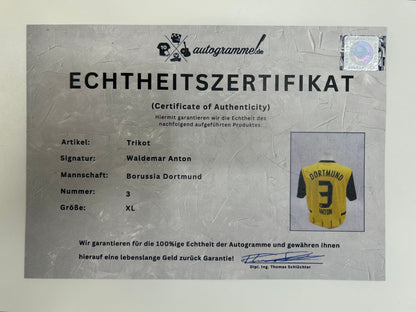 10
autogramme.de
ECHTHEITSZERTIFIKAT
(Certificate of Authenticity)
Hiermit garantieren wir die Echtheit des
nachfolgend aufgeführten Produktes:
Artikel: Trikot
Signatur: Waldemar Anton
Mannschaft: Borussia Dortmund
Nummer: 3
Größe: XL
DORTMUND
3
ANTON
Wir garantieren für die 100%ige Echtheit der Autogramme und gewähren Ihnen
hierauf eine lebenslange Geld zurück Garantie!
Dipl. Ing. Thomas Schlüchter